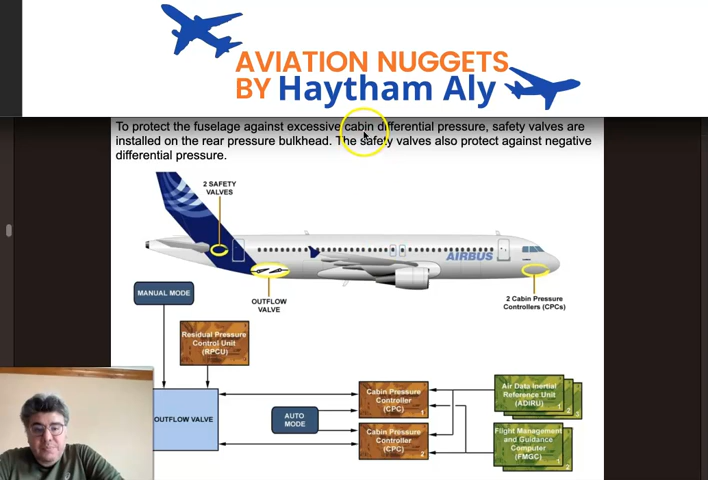 AVIATION NUGGETS
BY Haytham Aly
To protect the fuselage against excessive cabin differential pressure, safety valves are
installed on the rear pressure bulkhead. The safety valves also protect against negative
differential pressure.
2 SAFETY
VALVES
AIRBUS
OUTFLOW
VALVE
2 Cabin Pressure
Controllers (CPCs)
MANUAL MODE
Residual Pressure
Control Unit
(RPCU)
OUTFLOW VALVE
AUTO
MODE
Cabin Pressure
Controller
(CPC)
1
Cabin Pressure
Controller
(CPC)
2
Air Data Inertial
Reference Unit
(ADIRU)
1
2
3
Flight Management
and Guidance
Computer
(FMGC)
1
2